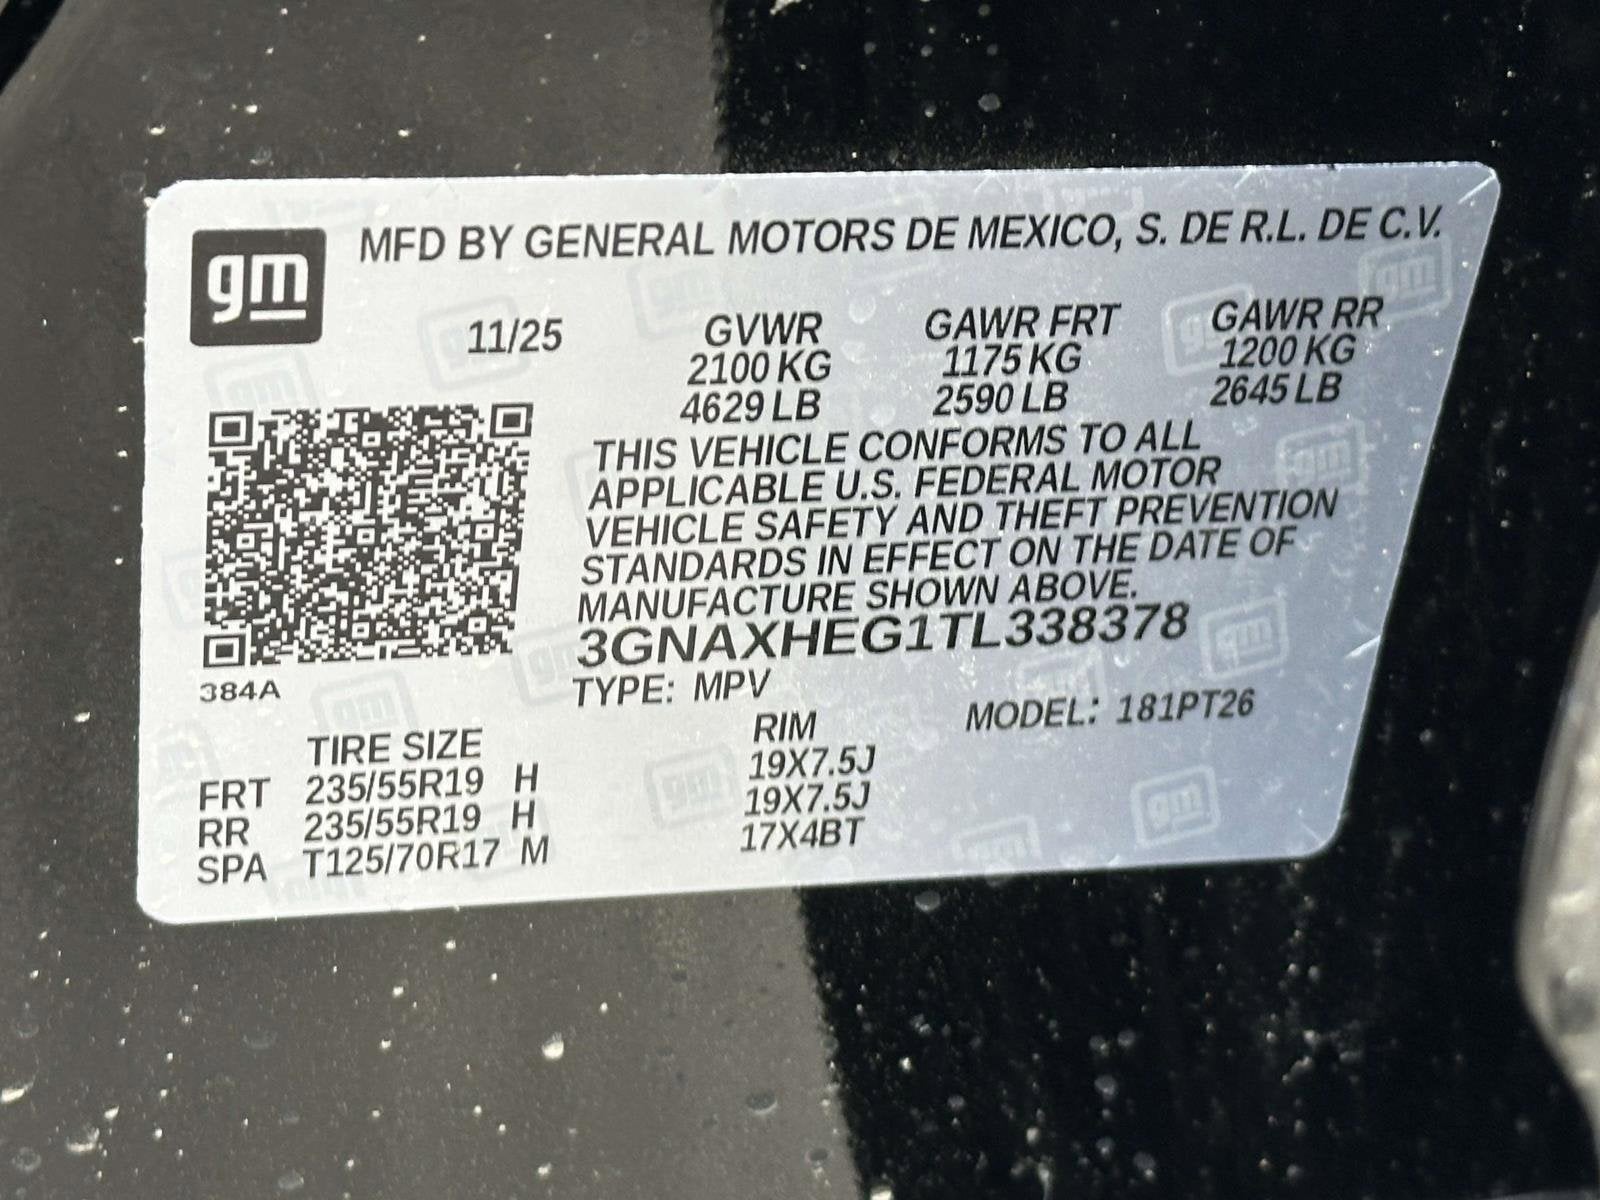 gm
MFD BY GENERAL MOTORS DE MEXICO, S. DE R.L. DE C.V.
11/25 GVWR GAWR FRT GAWR RR
2100 KG 1175 KG 1200 KG
4629 LB 2590 LB 2645 LB
THIS VEHICLE CONFORMS TO ALL
APPLICABLE U.S. FEDERAL MOTOR
VEHICLE SAFETY AND THEFT PREVENTION
STANDARDS IN EFFECT ON THE DATE OF
MANUFACTURE SHOWN ABOVE.
3GNAXHEG1TL338378
384A
TYPE: MPV MODEL: 181PT26
TIRE SIZE RIM
FRT 235/55R19 H 19X7.5J
RR 235/55R19 H 19X7.5J
SPA T125/70R17 M 17X4BT